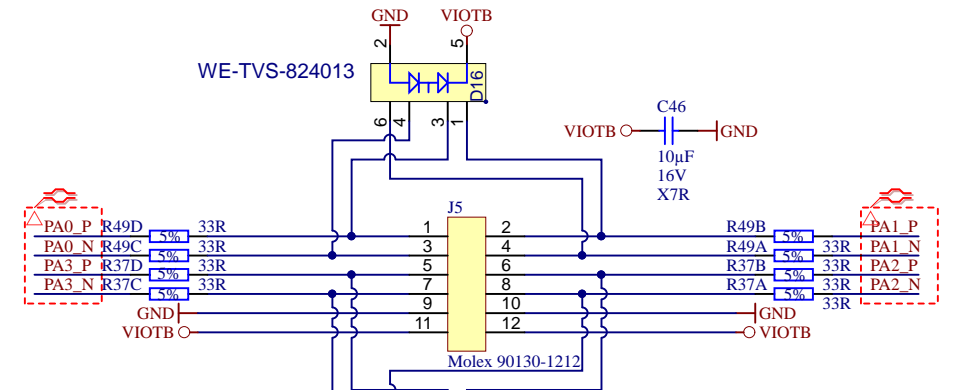 GND VIOTB
2 5
WE-TVS-824013
D16
6 4 3 1
C46
VIOTB GND
10µF
16V
X7R
J5
PA0_P R49D 33R 1 2 R49B PA1_P
5% 5%
PA0_N R49C 33R 3 4 R49A 33R PA1_N
5% 5%
PA3_P R37D 33R 5 6 R37B 33R PA2_P
5% 5%
PA3_N R37C 33R 7 8 R37A 33R PA2_N
5% 5%
33R
GND 9 10 GND
VIOTB 11 12 VIOTB
Molex 90130-1212